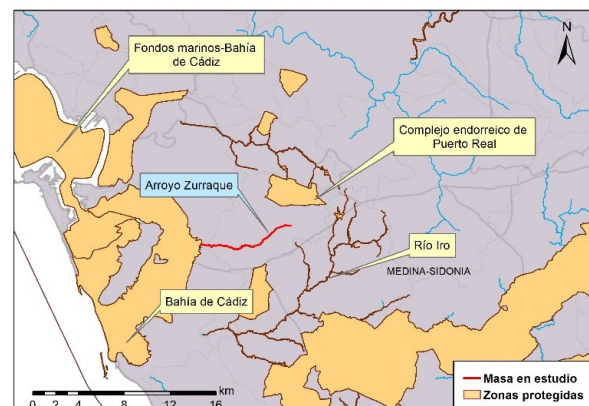 Fondos marinos-Bahía
de Cádiz
N
Complejo endorreico de
Puerto Real
Arroyo Zurraque
Río Iro
MEDINA-SIDONIA
Bahía de Cádiz
km
0 2 4 8 12 16
Masa en estudio
Zonas protegidas